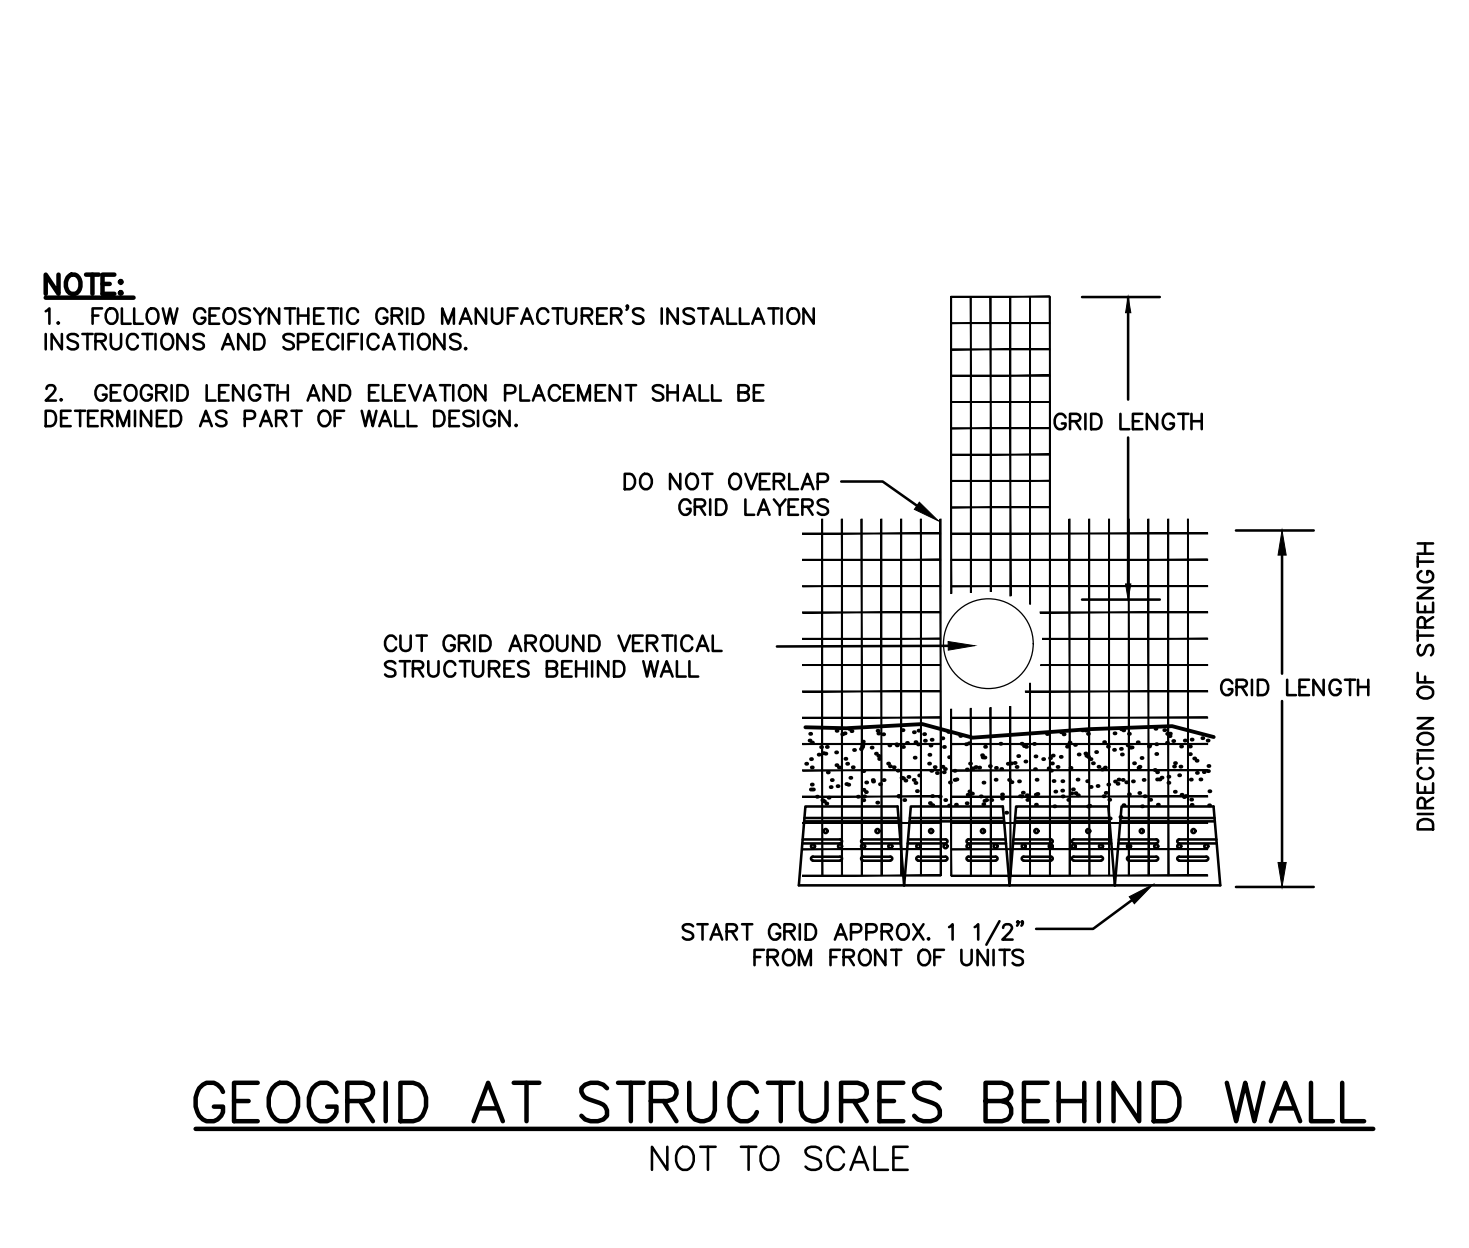 NOTE:
1. FOLLOW GEOSYNTHETIC GRID MANUFACTURER'S INSTALLATION
INSTRUCTIONS AND SPECIFICATIONS.
2. GEOGRID LENGTH AND ELEVATION PLACEMENT SHALL BE
DETERMINED AS PART OF WALL DESIGN.
GRID LENGTH
DO NOT OVERLAP
GRID LAYERS
CUT GRID AROUND VERTICAL
STRUCTURES BEHIND WALL
GRID LENGTH
DIRECTION OF STRENGTH
START GRID APPROX. 1 1/2"
FROM FRONT OF UNITS
GEOGRID AT STRUCTURES BEHIND WALL
NOT TO SCALE